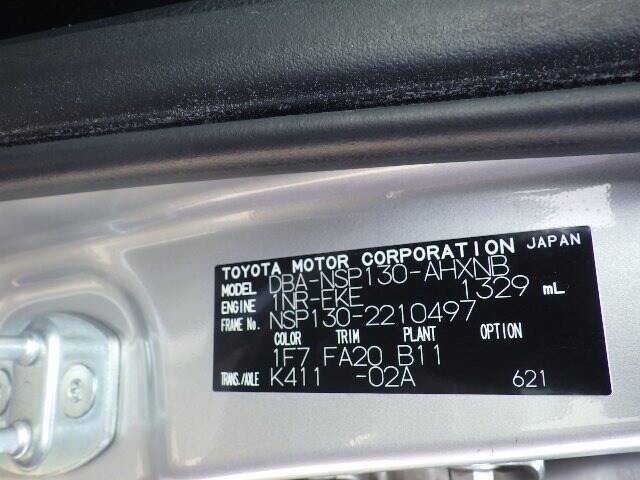 TOYOTA MOTOR CORPORATION JAPAN
MODEL DBA-NSP130-AHXNB
ENGINE 1NR-FKE 1329 mL
FRAME No. NSP130-2210497
COLOR TRIM PLANT OPTION
1F7 FA20 B11
TRANS./AXLE K411 -02A 621